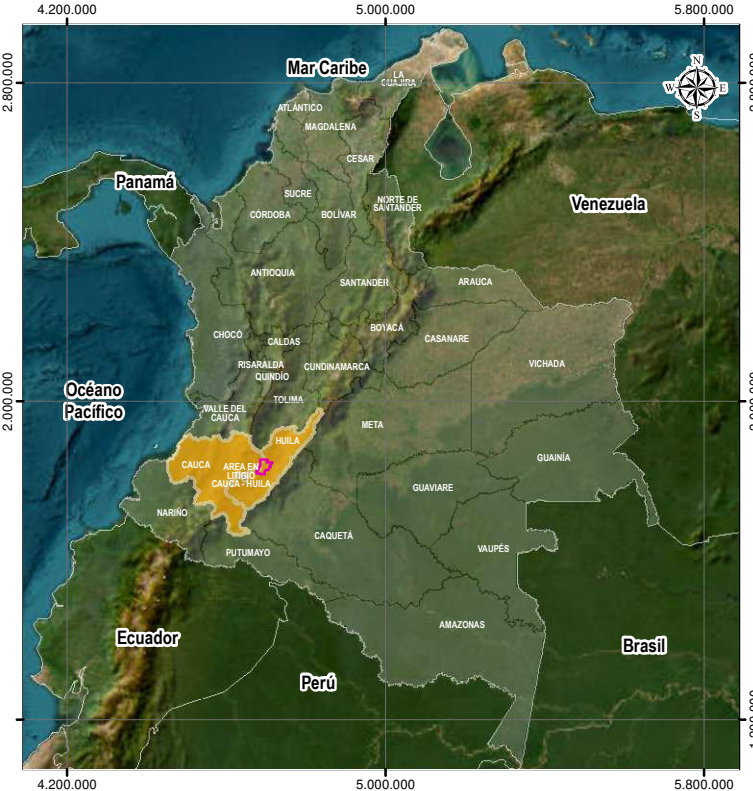 4.200.000
5.000.000
5.800.000
2.800.000
Mar Caribe
LA
GUAJIRA
N
W
E
S
ATLÁNTICO
MAGDALENA
CESAR
Panamá
SUCRE
NORTE DE
SANTANDER
Venezuela
CÓRDOBA
BOLÍVAR
ANTIOQUIA
SANTANDER
ARAUCA
CHOCÓ
BOYACÁ
CALDAS
CASANARE
RISARALDA
CUNDINAMARCA
VICHADA
QUINDÍO
Océano
Pacífico
2.000.000
TOLIMA
VALLE DEL
CAUCA
META
HUILA
CAUCA
AREA EN
LITIGIO
CAUCA - HUILA
GUAINÍA
GUAVIARE
NARIÑO
CAQUETÁ
VAUPÉS
PUTUMAYO
AMAZONAS
Ecuador
Brasil
Perú
4.200.000
5.000.000
5.800.000